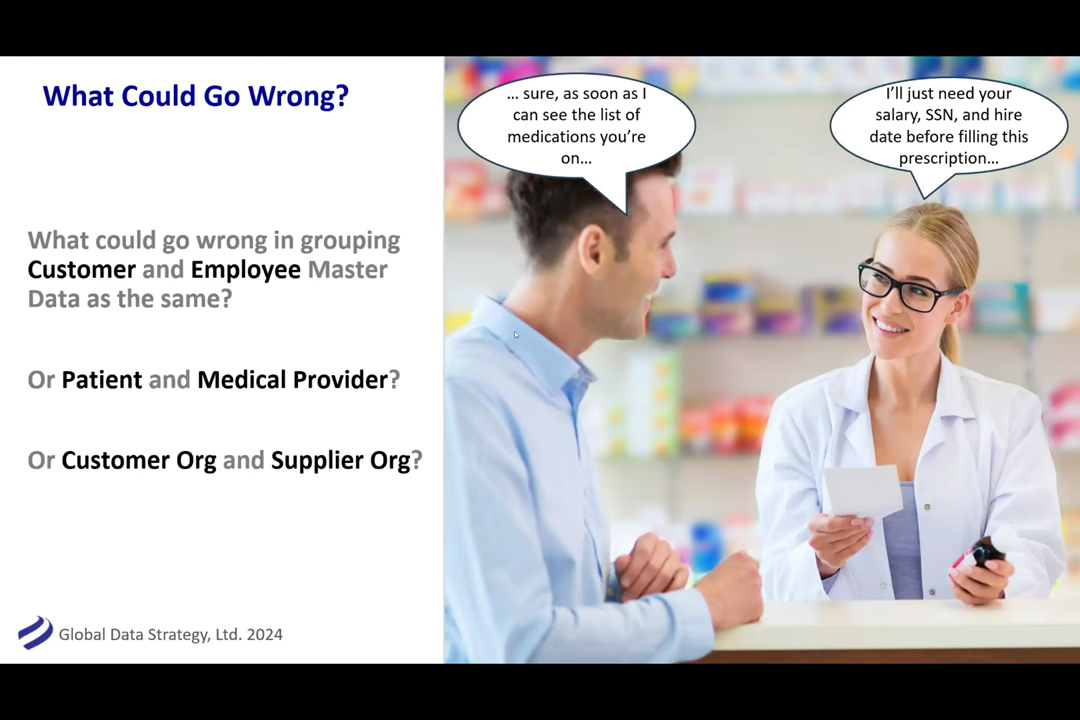 What Could Go Wrong?
What could go wrong in grouping
Customer and Employee Master
Data as the same?
Or Patient and Medical Provider?
Or Customer Org and Supplier Org?
Global Data Strategy, Ltd. 2024
... sure, as soon as I
can see the list of
medications you're
on...
I'll just need your
salary, SSN, and hire
date before filling this
prescription...